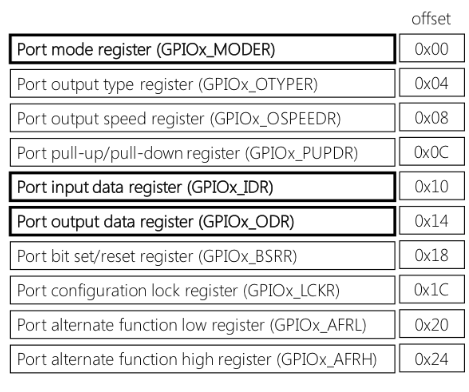 offset
Port mode register (GPIOx_MODER) 0x00
Port output type register (GPIOx_OTYPER) 0x04
Port output speed register (GPIOx_OSPEEDR) 0x08
Port pull-up/pull-down register (GPIOx_PUPDR) 0x0C
Port input data register (GPIOx_IDR) 0x10
Port output data register (GPIOx_ODR) 0x14
Port bit set/reset register (GPIOx_BSRR) 0x18
Port configuration lock register (GPIOx_LCKR) 0x1C
Port alternate function low register (GPIOx_AFRL) 0x20
Port alternate function high register (GPIOx_AFRH) 0x24